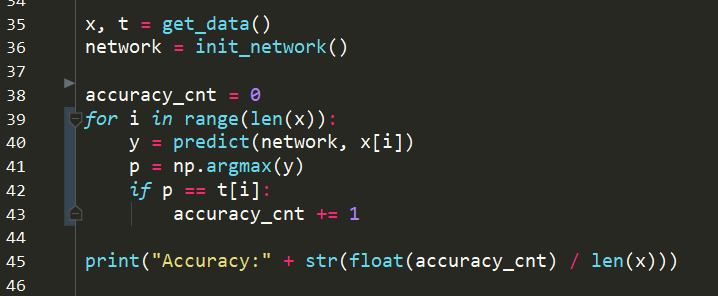 34
35 x, t = get_data()
36 network = init_network()
37
38 accuracy_cnt = 0
39 for i in range(len(x)):
40     y = predict(network, x[i])
41     p = np.argmax(y)
42     if p == t[i]:
43         accuracy_cnt += 1
44
45 print("Accuracy:" + str(float(accuracy_cnt) / len(x)))
46